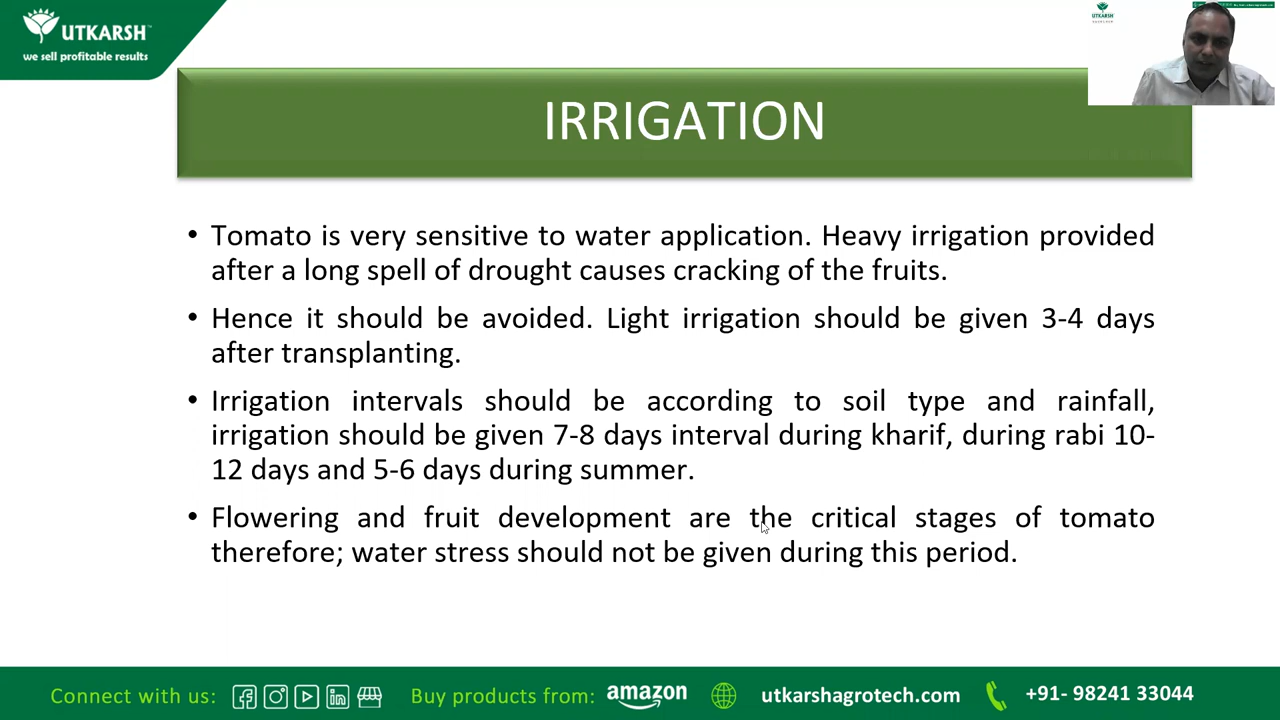 UTKARSH
we sell profitable results
IRRIGATION
• Tomato is very sensitive to water application. Heavy irrigation provided
after a long spell of drought causes cracking of the fruits.
• Hence it should be avoided. Light irrigation should be given 3-4 days
after transplanting.
• Irrigation intervals should be according to soil type and rainfall,
irrigation should be given 7-8 days interval during kharif, during rabi 10-
12 days and 5-6 days during summer.
• Flowering and fruit development are the critical stages of tomato
therefore; water stress should not be given during this period.
Connect with us: Buy products from: amazon utkarshagrotech.com +91- 98241 33044